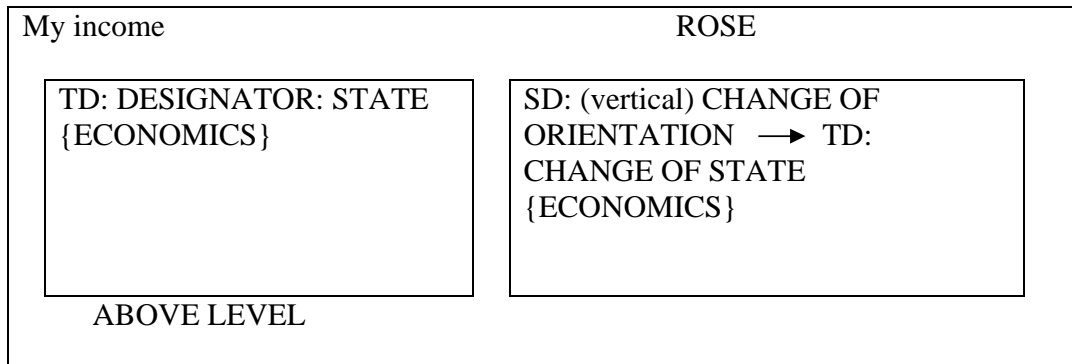 My income ROSE
TD: DESIGNATOR: STATE
{ECONOMICS}
SD: (vertical) CHANGE OF
ORIENTATION → TD:
CHANGE OF STATE
{ECONOMICS}
ABOVE LEVEL